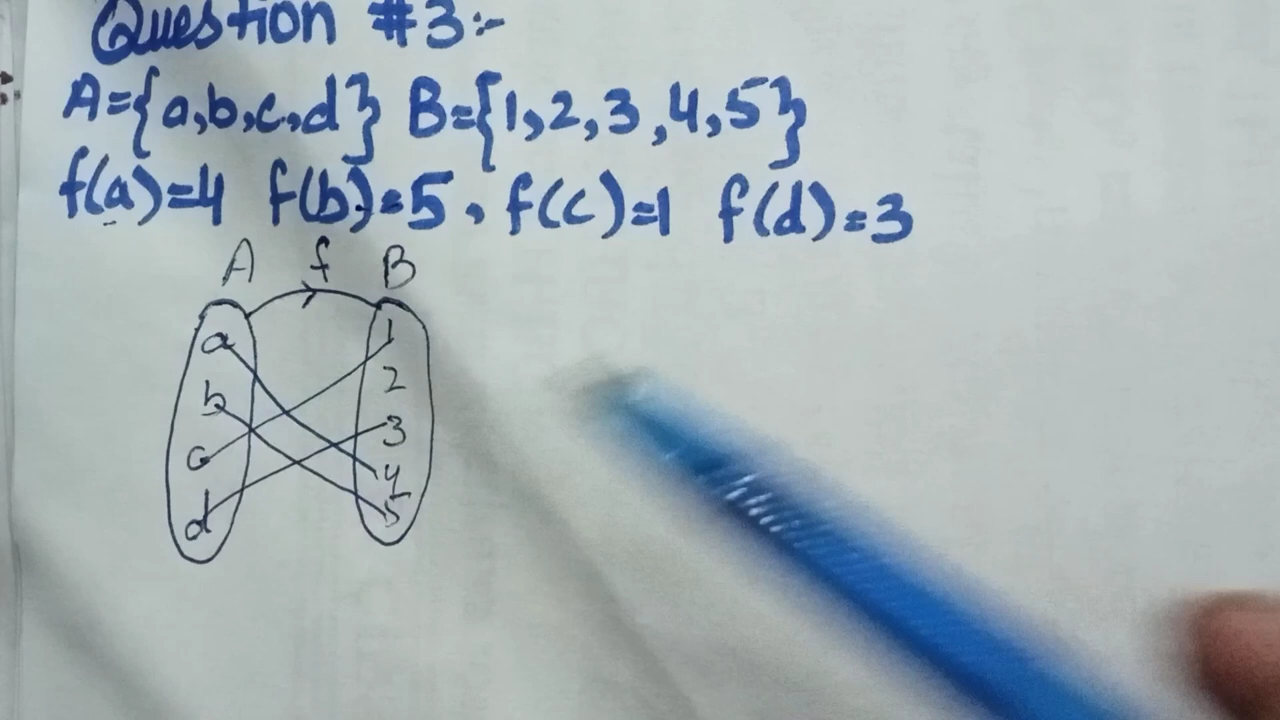 Question #3:-
A={a,b,c,d} B={1,2,3,4,5}
f(a)=4 f(b)=5, f(c)=1 f(d)=3
A f B
a 1
b 2
c 3
d 4
5